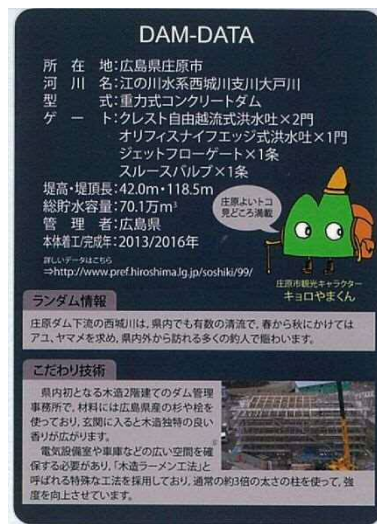 DAM-DATA
所在地:広島県庄原市
河川名:江の川水系西城川支川大戸川
型式:重力式コンクリートダム
ゲート:クレスト自由越流式洪水吐×2門
オリフィスナイフエッジ式洪水吐×1門
ジェットフローゲート×1条
スルースバルブ×1条
堤高・堤頂長:42.0m・118.5m
総貯水容量:70.1万m³
管理者:広島県
本体着工/完成年:2013/2016年
詳しいデータはこちら
⇒http://www.pref.hiroshima.lg.jp/soshiki/99/
庄原よいトコ
見どころ満載
庄原市観光キャラクター
キョロやまくん
ランダム情報
庄原ダム下流の西城川は、県内でも有数の清流で、春から秋にかけては
アユ、ヤマメを求め、県内外から訪れる多くの釣人で賑わいます。
こだわり技術
県内初となる木造2階建てのダム管理
事務所で、材料には広島県産の杉や桧を
使っており、玄関に入ると木造独特の良い
香りが広がります。
電気設備室や車庫などの広い空間を確
保する必要があり、「木造ラーメン工法」と
呼ばれる特殊な工法を採用しており、通常の約3倍の太さの柱を使って、強
度を向上させています。